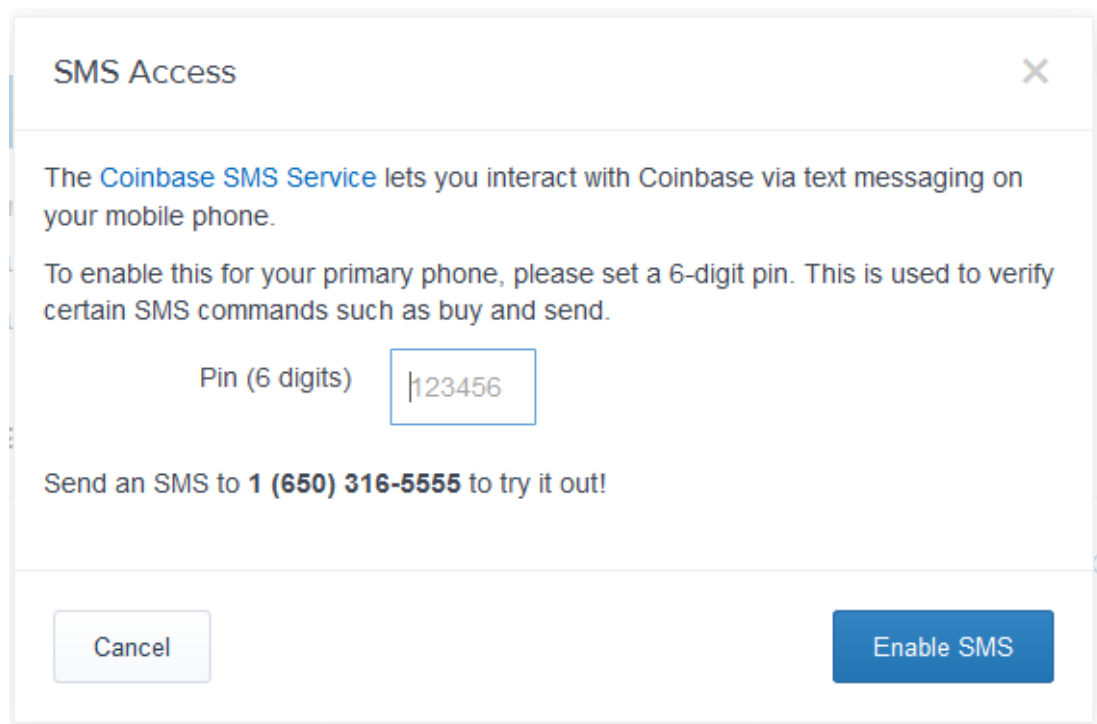 SMS Access
The Coinbase SMS Service lets you interact with Coinbase via text messaging on
your mobile phone.
To enable this for your primary phone, please set a 6-digit pin. This is used to verify
certain SMS commands such as buy and send.
Pin (6 digits) 123456
Send an SMS to 1 (650) 316-5555 to try it out!
Cancel Enable SMS